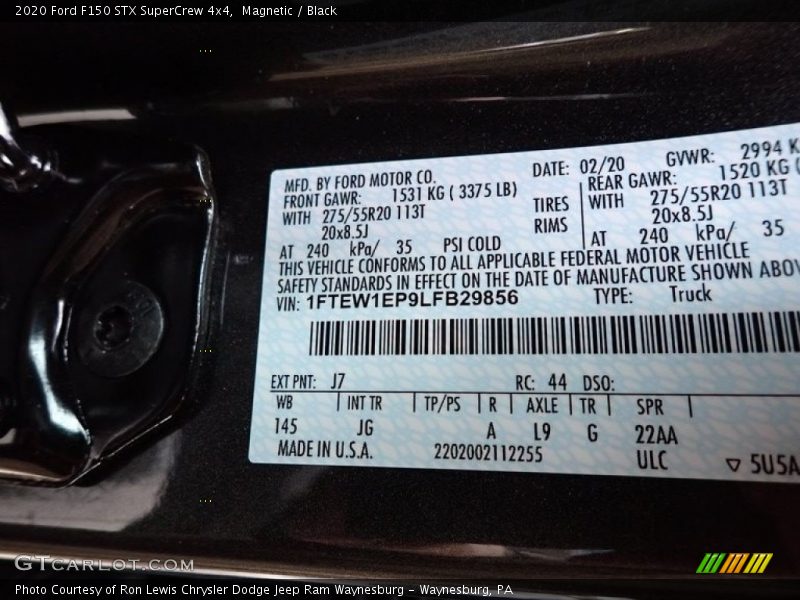 2020 Ford F150 STX SuperCrew 4x4,  Magnetic / Black
MFD. BY FORD MOTOR CO. DATE: 02/20 GVWR: 2994 K
FRONT GAWR: 1531 KG ( 3375 LB) REAR GAWR: 1520 KG (
WITH 275/55R20 113T TIRES WITH 275/55R20 113T
20x8.5J RIMS 20x8.5J
AT 240 kPa/ 35 PSI COLD AT 240 kPa/ 35
THIS VEHICLE CONFORMS TO ALL APPLICABLE FEDERAL MOTOR VEHICLE
SAFETY STANDARDS IN EFFECT ON THE DATE OF MANUFACTURE SHOWN ABOV
VIN: 1FTEW1EP9LFB29856 TYPE: Truck
EXT PNT: J7 RC: 44 DSO:
WB INT TR TP/PS R AXLE TR SPR
145 JG A L9 G 22AA
MADE IN U.S.A. 2202002112255 ULC ▽ 5U5A
GTCARLOT.COM
Photo Courtesy of Ron Lewis Chrysler Dodge Jeep Ram Waynesburg - Waynesburg, PA